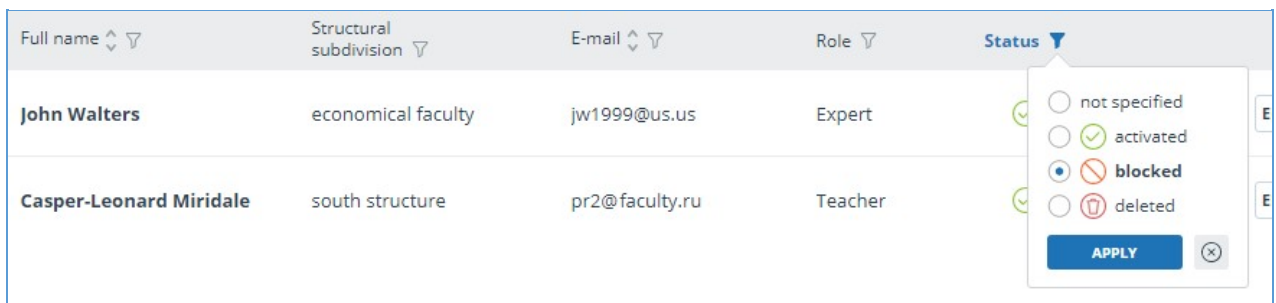 Full name
Structural
subdivision
E-mail
Role
Status
John Walters
economical faculty
jw1999@us.us
Expert
Casper-Leonard Miridale
south structure
pr2@faculty.ru
Teacher
not specified
activated
blocked
deleted
APPLY
E
E